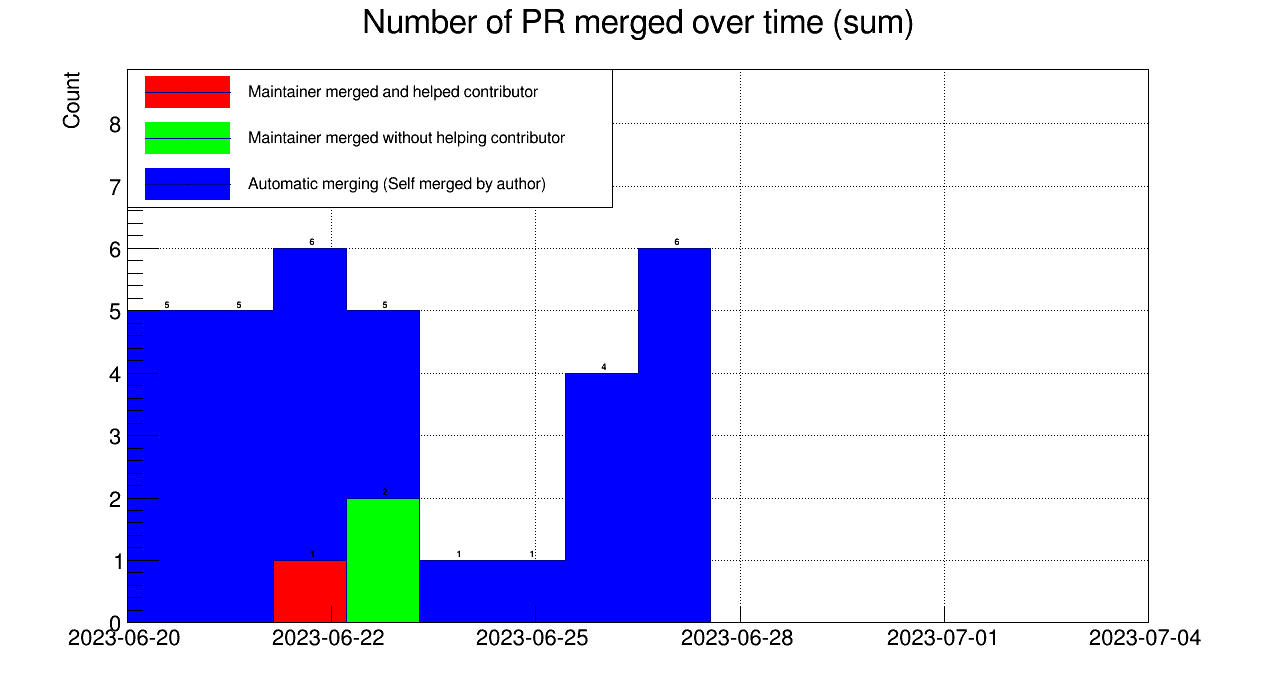 Number of PR merged over time (sum)
Count
Maintainer merged and helped contributor
Maintainer merged without helping contributor
Automatic merging (Self merged by author)
8
7
6
5
4
3
2
1
0
5 5 6 5 1 1 4 6
2
1
2023-06-20 2023-06-22 2023-06-25 2023-06-28 2023-07-01 2023-07-04